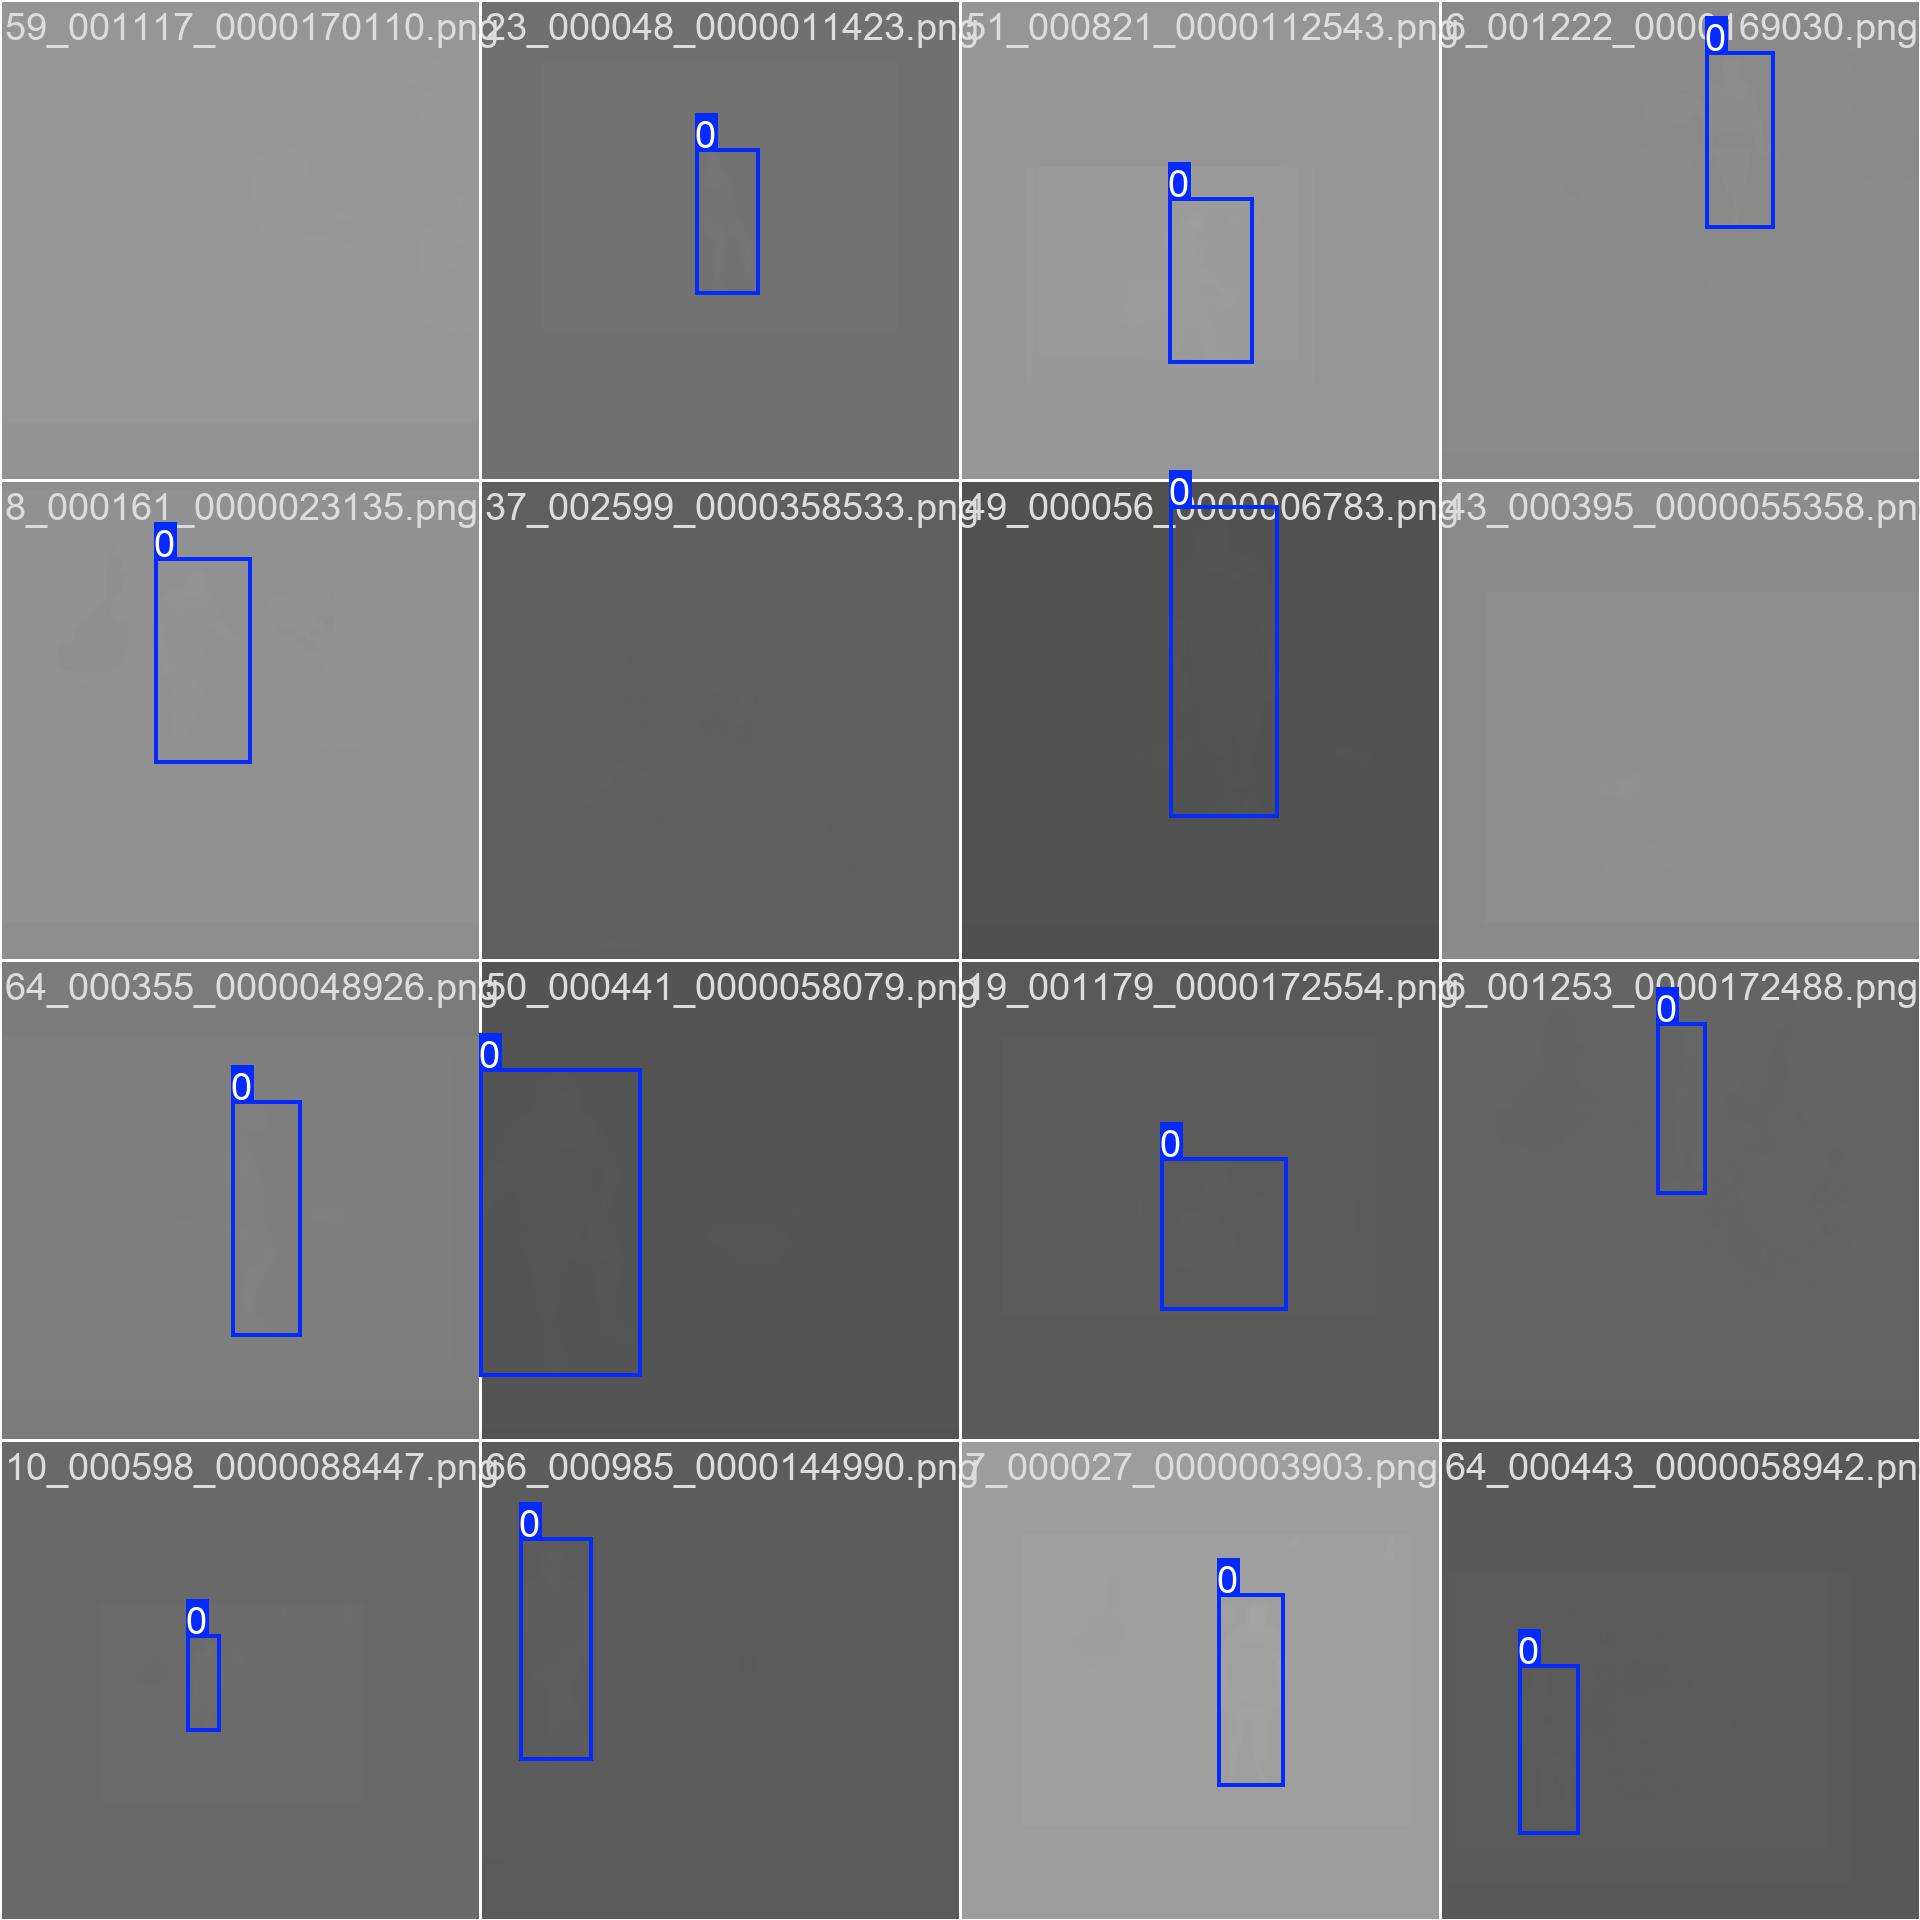 59_001117_0000170110.png
23_000048_0000011423.png
51_000821_0000112543.png
6_001222_0000169030.png
0
0
0
8_000161_0000023135.png
37_002599_0000358533.png
49_000056_0000006783.png
43_000395_0000055358.pn
0
0
64_000355_0000048926.png
50_000441_0000058079.png
19_001179_0000172554.png
6_001253_0000172488.png
0
0
0
0
10_000598_0000088447.png
66_000985_0000144990.png
7_000027_0000003903.png
64_000443_0000058942.pn
0
0
0
0